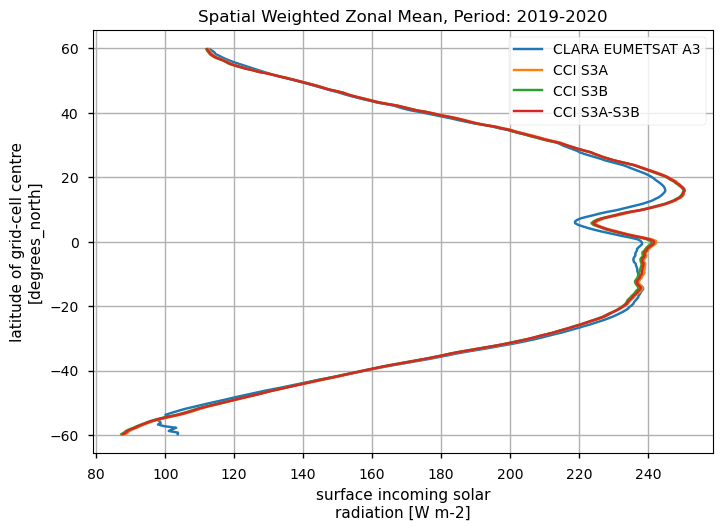 Spatial Weighted Zonal Mean, Period: 2019-2020
CLARA EUMETSAT A3
CCI S3A
CCI S3B
CCI S3A-S3B
latitude of grid-cell centre
[degrees_north]
60
40
20
0
−20
−40
−60
80 100 120 140 160 180 200 220 240
surface incoming solar
radiation [W m-2]